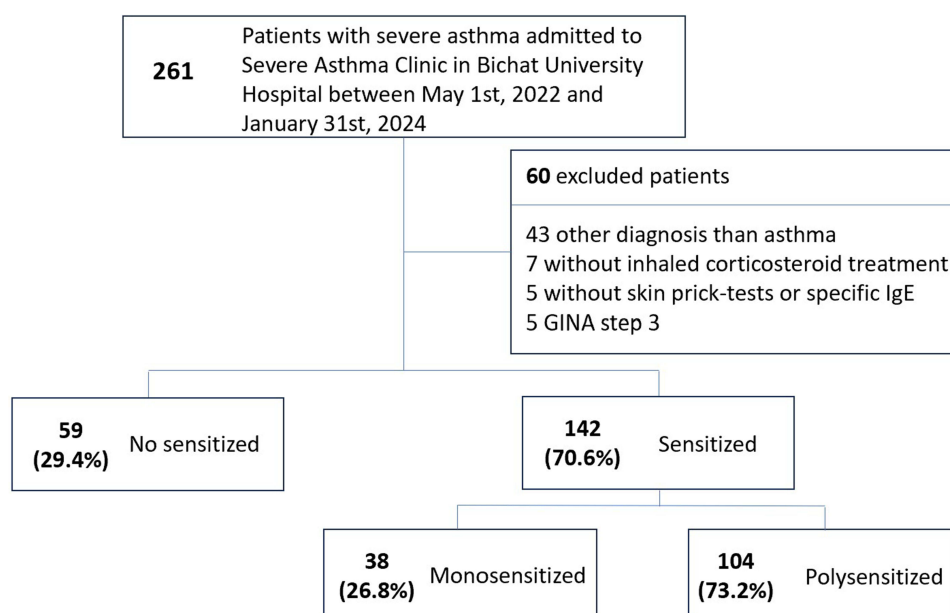 261
Patients with severe asthma admitted to
Severe Asthma Clinic in Bichat University
Hospital between May 1st, 2022 and
January 31st, 2024
60 excluded patients
43 other diagnosis than asthma
7 without inhaled corticosteroid treatment
5 without skin prick-tests or specific IgE
5 GINA step 3
59
(29.4%)
No sensitized
142
(70.6%)
Sensitized
38
(26.8%)
Monosensitized
104
(73.2%)
Polysensitized